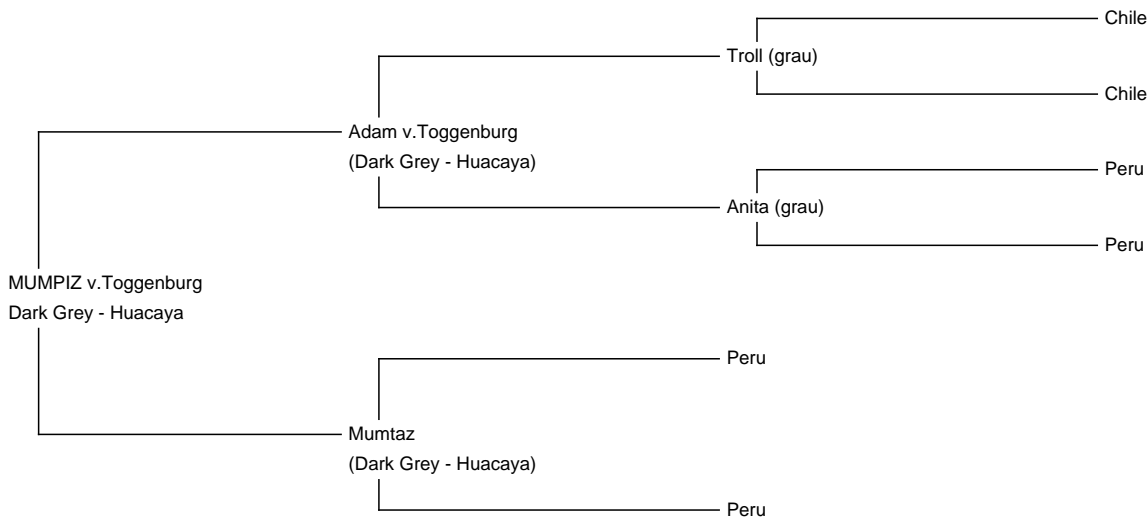 Chile
Troll (grau)
Chile
Adam v.Toggenburg
(Dark Grey - Huacaya)
Peru
Anita (grau)
Peru
MUMPIZ v.Toggenburg
Dark Grey - Huacaya
Peru
Mumtaz
(Dark Grey - Huacaya)
Peru